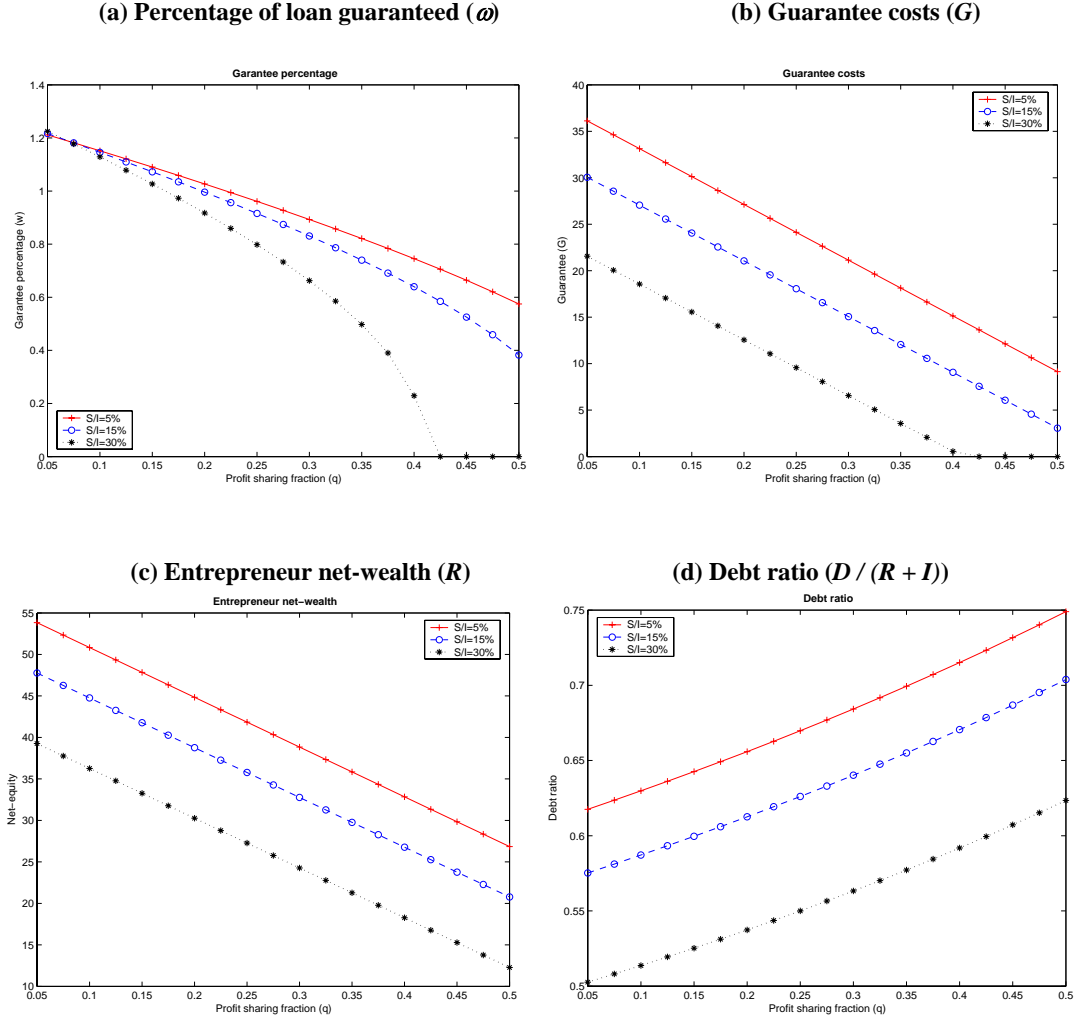 (a) Percentage of loan guaranteed (ω)
Garantee percentage
1.4
1.2
1
0.8
0.6
0.4
0.2
0
Garantee percentage (w)
S/I=5%
S/I=15%
S/I=30%
0.05 0.1 0.15 0.2 0.25 0.3 0.35 0.4 0.45 0.5
Profit sharing fraction (q)
(b) Guarantee costs (G)
Guarantee costs
40
35
30
25
20
15
10
5
0
Guarantee (G)
S/I=5%
S/I=15%
S/I=30%
0.05 0.1 0.15 0.2 0.25 0.3 0.35 0.4 0.45 0.5
Profit sharing fraction (q)
(c) Entrepreneur net-wealth (R)
Entrepreneur net−wealth
55
50
45
40
35
30
25
20
15
10
Net−equity
S/I=5%
S/I=15%
S/I=30%
0.05 0.1 0.15 0.2 0.25 0.3 0.35 0.4 0.45 0.5
Profit sharing fraction (q)
(d) Debt ratio (D / (R + I))
Debt ratio
0.75
0.7
0.65
0.6
0.55
0.5
Debt ratio
S/I=5%
S/I=15%
S/I=30%
0.05 0.1 0.15 0.2 0.25 0.3 0.35 0.4 0.45 0.5
Profit sharing fraction (q)